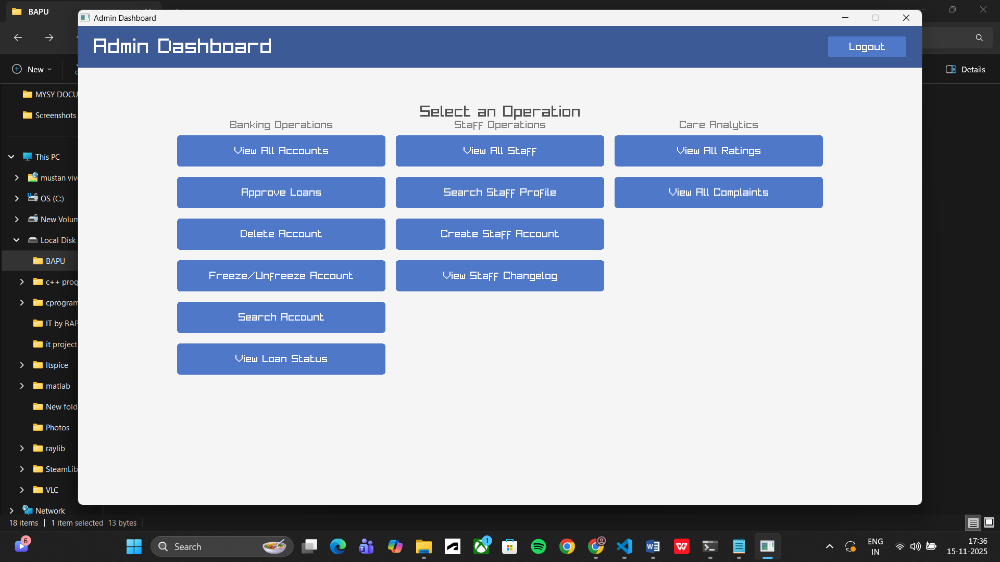 BAPU
Admin Dashboard
Admin Dashboard
Logout
New
Details
Select an Operation
Banking Operations
Staff Operations
Care Analytics
View All Accounts
View All Staff
View All Ratings
Approve Loans
Search Staff Profile
View All Complaints
Delete Account
Create Staff Account
Freeze/Unfreeze Account
View Staff Changelog
Search Account
View Loan Status
MYSY DOCU
Screenshots
This PC
mustan viv
OS (C:)
New Volum
Local Disk
BAPU
c++ prog
cprogram
IT by BAP
it project
ltspice
matlab
New fold
Photos
raylib
SteamLib
VLC
Network
18 items
1 item selected 13 bytes
6
Search
1
ENG
IN
17:36
15-11-2025